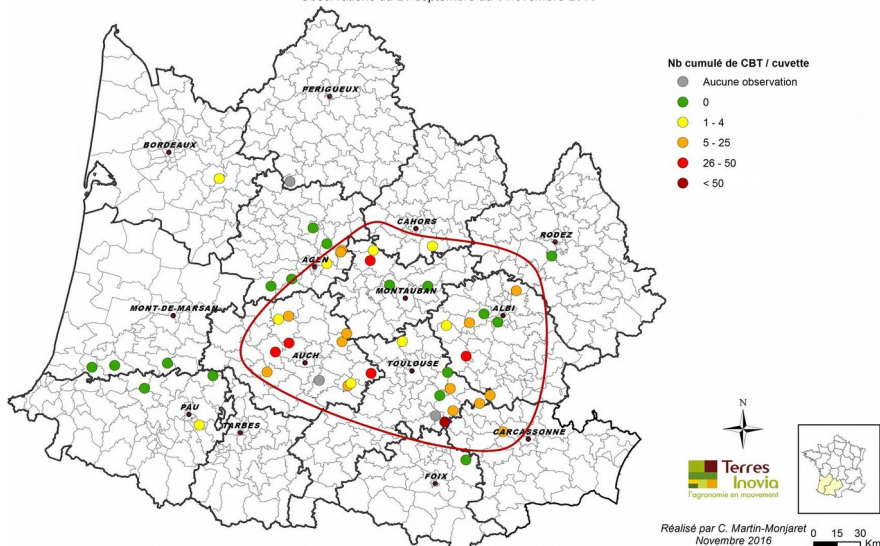 Nb cumulé de CBT / cuvette
Aucune observation
0
1 - 4
5 - 25
26 - 50
< 50
PERIGUEUX
BORDEAUX
CAHORS
RODEZ
AGEN
MONTAUBAN
MONT-DE-MARSAN
ALBI
AUCH
TOULOUSE
PAU
TARBES
CARCASSONNE
FOIX
N
Terres
Inovia
l'agronomie en mouvement
Réalisé par C. Martin-Monjaret
Novembre 2016
0 15 30
Km